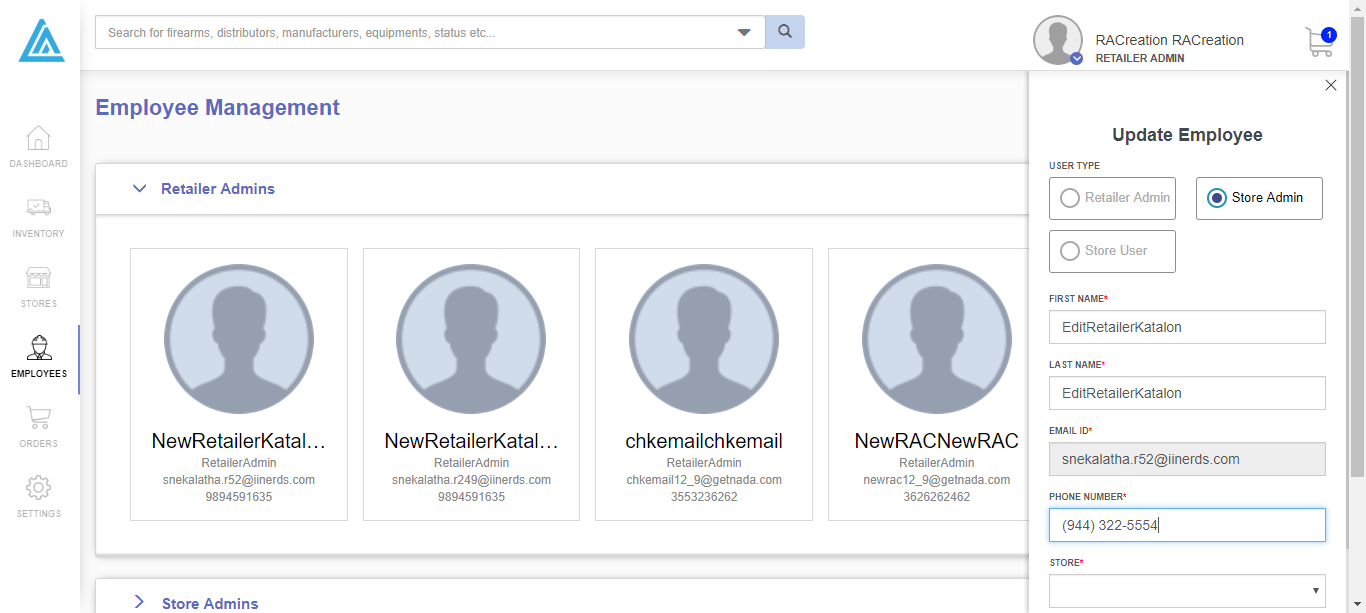 Search for firearms, distributors, manufacturers, equipments, status etc...
RACreation RACreation
RETAILER ADMIN
1
DASHBOARD
INVENTORY
STORES
EMPLOYEES
ORDERS
SETTINGS
Employee Management
Retailer Admins
NewRetailerKatal...
RetailerAdmin
snekalatha.r52@iinerds.com
9894591635
NewRetailerKatal...
RetailerAdmin
snekalatha.r249@iinerds.com
9894591635
chkemailchkemail
RetailerAdmin
chkemail12_9@getnada.com
3553236262
NewRACNewRAC
RetailerAdmin
newrac12_9@getnada.com
3626262462
Store Admins
Update Employee
USER TYPE
Retailer Admin
Store Admin
Store User
FIRST NAME*
EditRetailerKatalon
LAST NAME*
EditRetailerKatalon
EMAIL ID*
snekalatha.r52@iinerds.com
PHONE NUMBER*
(944) 322-5554
STORE*